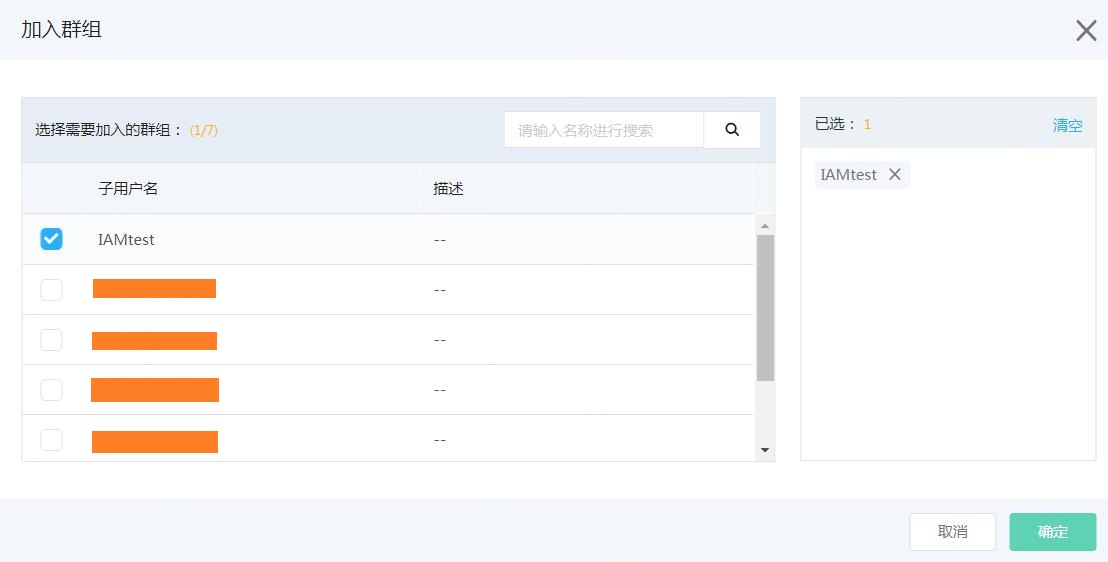 加入群组
选择需要加入的群组： (1/7)
请输入名称进行搜索
已选： 1
清空
子用户名 描述
IAMtest --
--
--
--
--
IAMtest
取消
确定